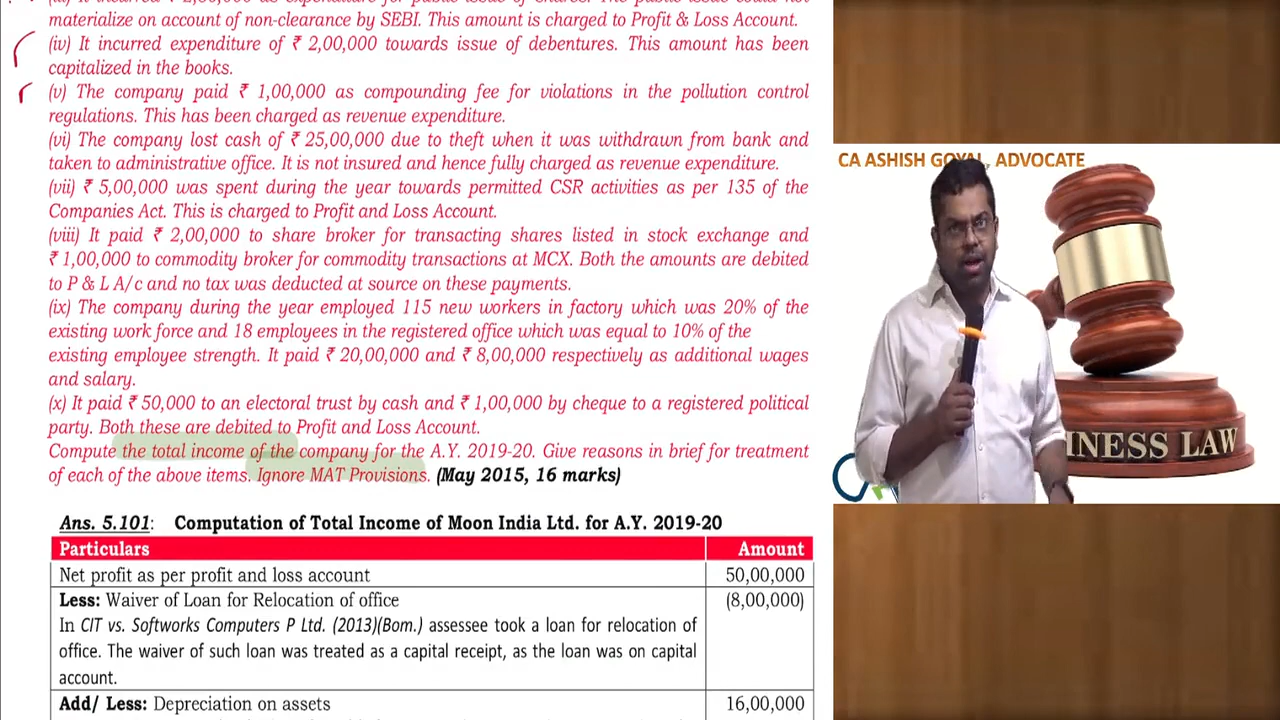 materialize on account of non-clearance by SEBI. This amount is charged to Profit & Loss Account.
(iv) It incurred expenditure of ₹ 2,00,000 towards issue of debentures. This amount has been
capitalized in the books.
(v) The company paid ₹ 1,00,000 as compounding fee for violations in the pollution control
regulations. This has been charged as revenue expenditure.
(vi) The company lost cash of ₹ 25,00,000 due to theft when it was withdrawn from bank and
taken to administrative office. It is not insured and hence fully charged as revenue expenditure.
(vii) ₹ 5,00,000 was spent during the year towards permitted CSR activities as per 135 of the
Companies Act. This is charged to Profit and Loss Account.
(viii) It paid ₹ 2,00,000 to share broker for transacting shares listed in stock exchange and
₹ 1,00,000 to commodity broker for commodity transactions at MCX. Both the amounts are debited
to P & L A/c and no tax was deducted at source on these payments.
(ix) The company during the year employed 115 new workers in factory which was 20% of the
existing work force and 18 employees in the registered office which was equal to 10% of the
existing employee strength. It paid ₹ 20,00,000 and ₹ 8,00,000 respectively as additional wages
and salary.
(x) It paid ₹ 50,000 to an electoral trust by cash and ₹ 1,00,000 by cheque to a registered political
party. Both these are debited to Profit and Loss Account.
Compute the total income of the company for the A.Y. 2019-20. Give reasons in brief for treatment
of each of the above items. Ignore MAT Provisions. (May 2015, 16 marks)
Ans. 5.101: Computation of Total Income of Moon India Ltd. for A.Y. 2019-20
Particulars Amount
Net profit as per profit and loss account 50,00,000
Less: Waiver of Loan for Relocation of office (8,00,000)
In CIT vs. Softworks Computers P Ltd. (2013)(Bom.) assessee took a loan for relocation of
office. The waiver of such loan was treated as a capital receipt, as the loan was on capital
account.
Add/ Less: Depreciation on assets 16,00,000
CA ASHISH GOYAL, ADVOCATE
INESS LAW